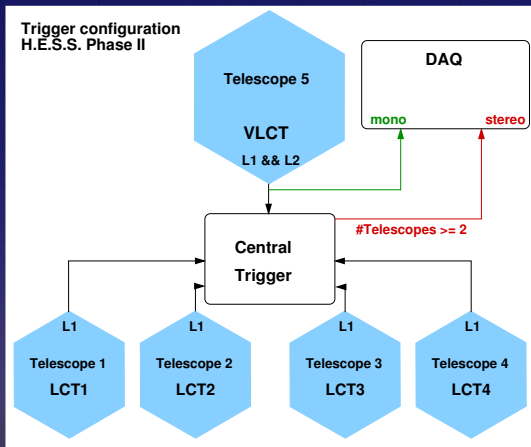 Trigger configuration
H.E.S.S. Phase II
Telescope 5
VLCT
L1 && L2
DAQ
mono
stereo
#Telescopes >= 2
Central
Trigger
L1
Telescope 1
LCT1
L1
Telescope 2
LCT2
L1
Telescope 3
LCT3
L1
Telescope 4
LCT4